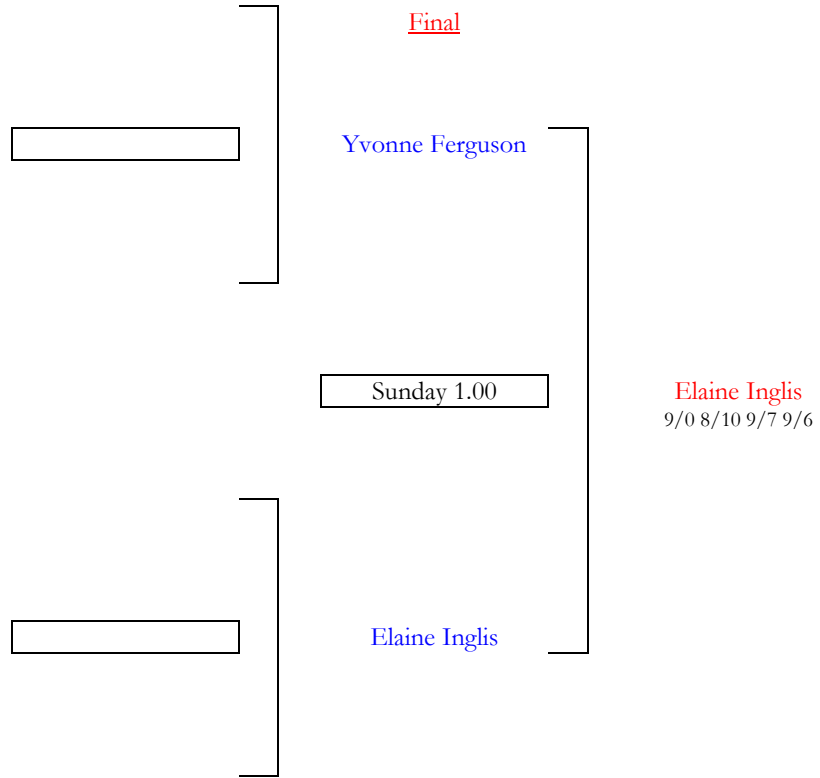 Final
Yvonne Ferguson
Sunday 1.00
Elaine Inglis
9/0 8/10 9/7 9/6
Elaine Inglis